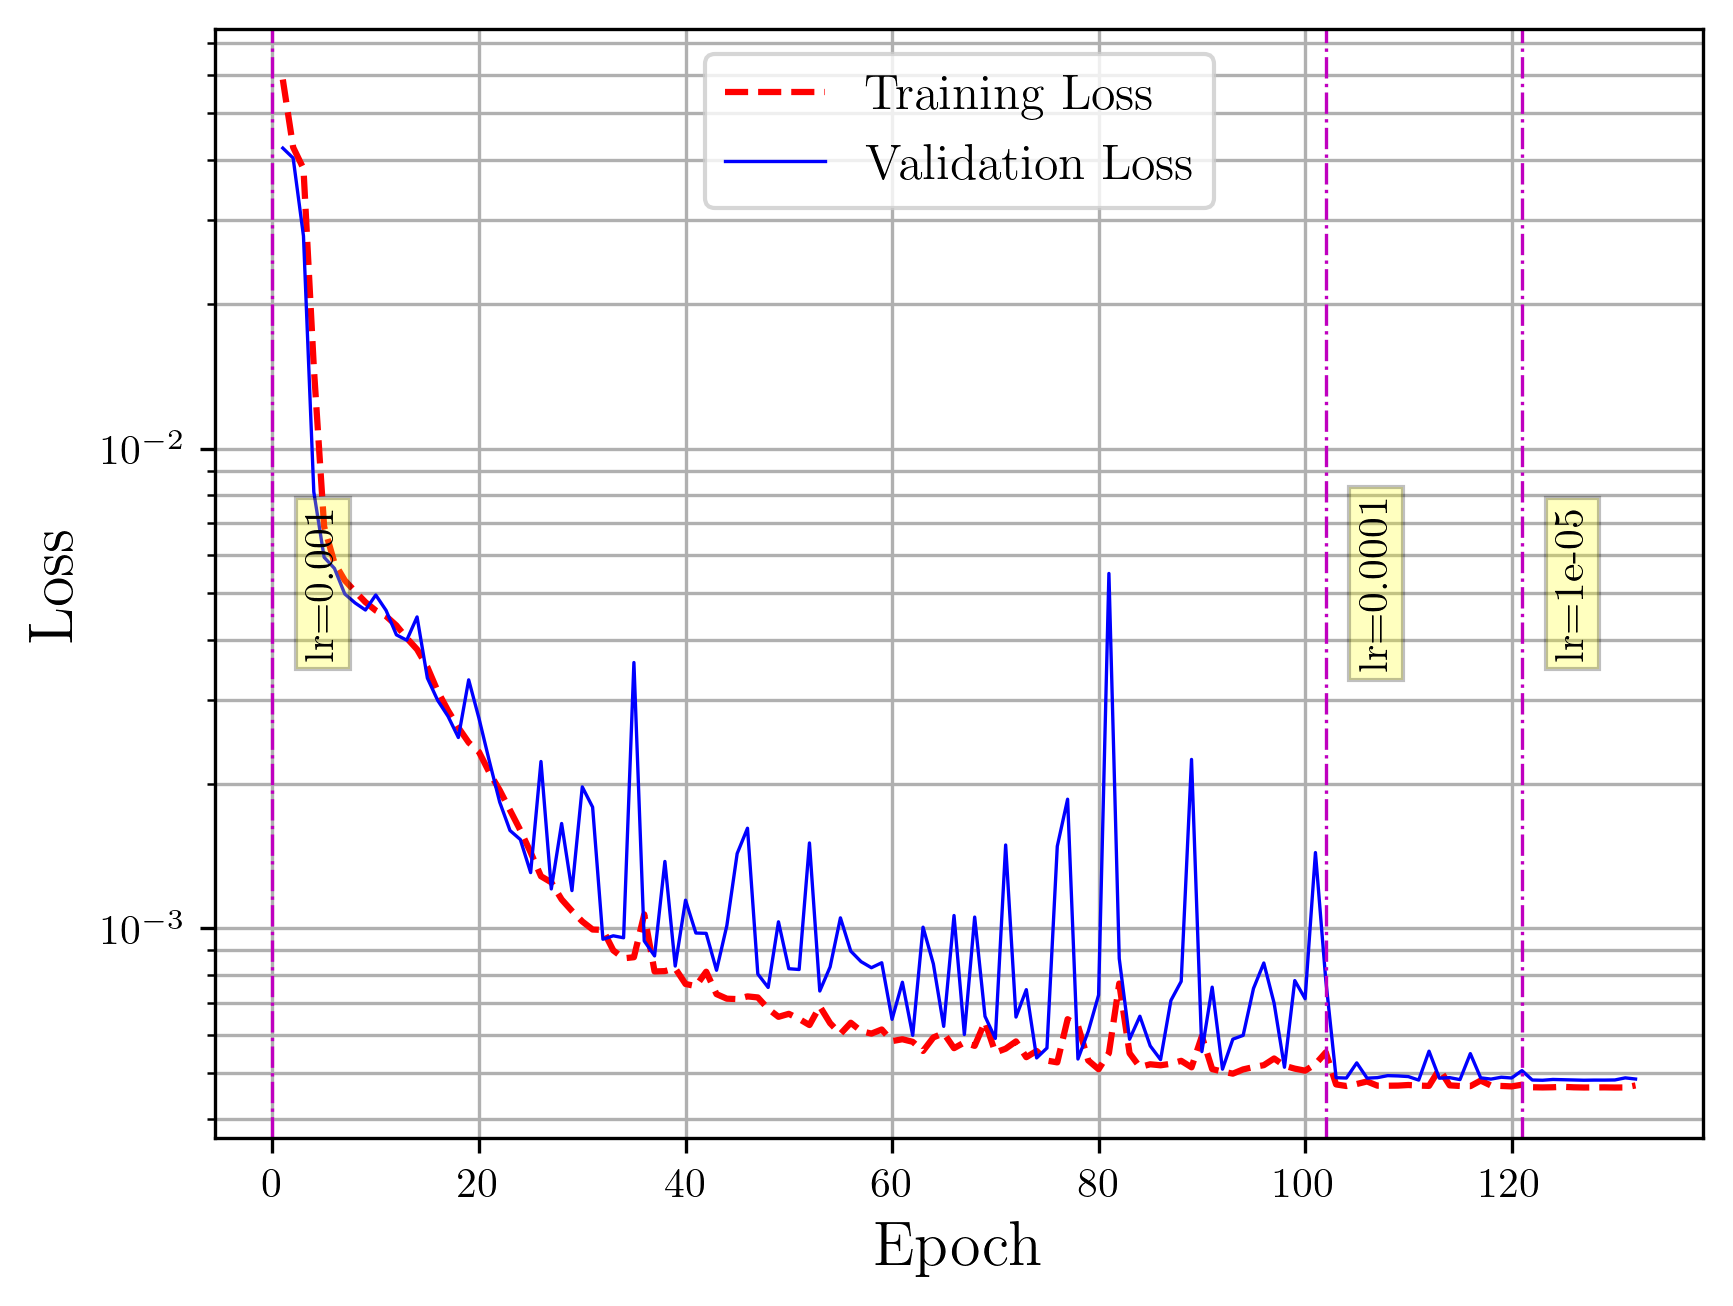 Training Loss
Validation Loss
Loss
10⁻²
10⁻³
lr=0.001
lr=0.0001
lr=1e-05
0 20 40 60 80 100 120
Epoch